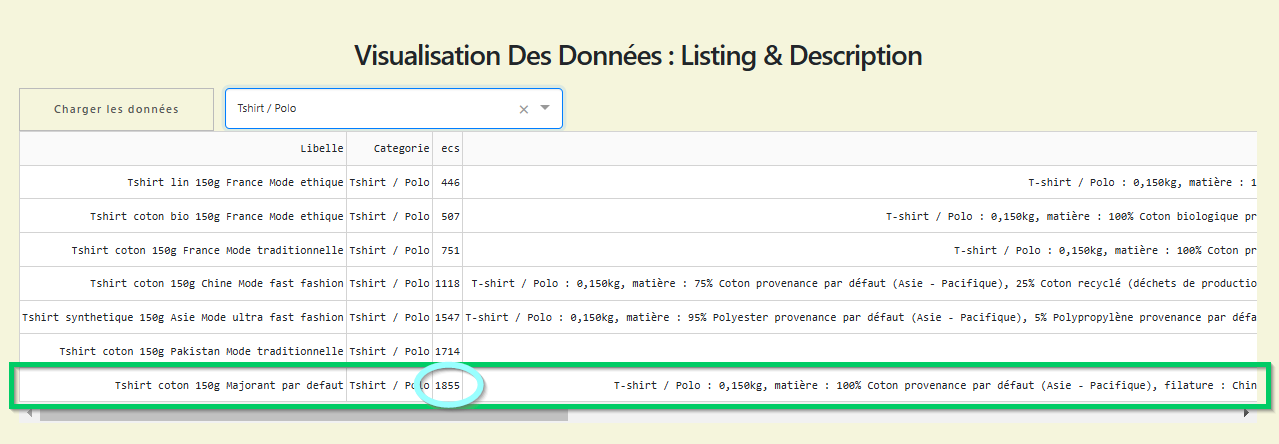 Visualisation Des Données : Listing & Description
Charger les données Tshirt / Polo
Libelle Categorie ecs
Tshirt lin 150g France Mode ethique Tshirt / Polo 446 T-shirt / Polo : 0,150kg, matière : 1
Tshirt coton bio 150g France Mode ethique Tshirt / Polo 507 T-shirt / Polo : 0,150kg, matière : 100% Coton biologique pr
Tshirt coton 150g France Mode traditionnelle Tshirt / Polo 751 T-shirt / Polo : 0,150kg, matière : 100% Coton pr
Tshirt coton 150g Chine Mode fast fashion Tshirt / Polo 1118 T-shirt / Polo : 0,150kg, matière : 75% Coton provenance par défaut (Asie - Pacifique), 25% Coton recyclé (déchets de productio
Tshirt synthetique 150g Asie Mode ultra fast fashion Tshirt / Polo 1547 T-shirt / Polo : 0,150kg, matière : 95% Polyester provenance par défaut (Asie - Pacifique), 5% Polypropylène provenance par défa
Tshirt coton 150g Pakistan Mode traditionnelle Tshirt / Polo 1714
Tshirt coton 150g Majorant par defaut Tshirt / Polo 1855 T-shirt / Polo : 0,150kg, matière : 100% Coton provenance par défaut (Asie - Pacifique), filature : Chin